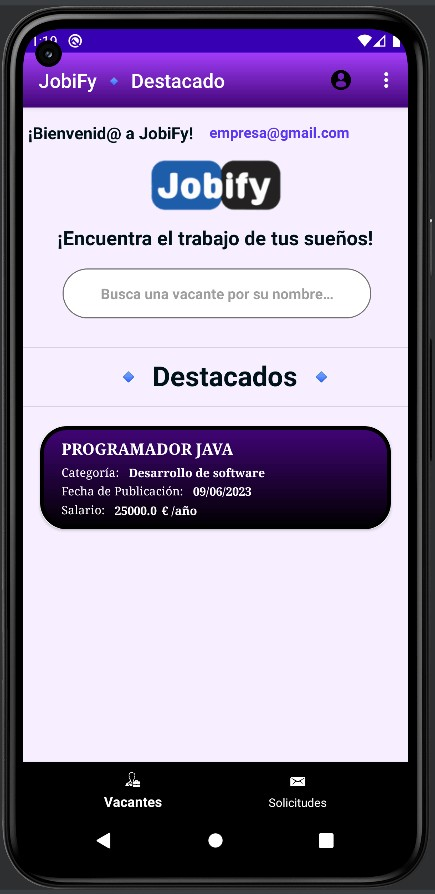 JobiFy 🔹 Destacado
¡Bienvenid@ a JobiFy! empresa@gmail.com
Jobify
¡Encuentra el trabajo de tus sueños!
Busca una vacante por su nombre...
🔹 Destacados 🔹
PROGRAMADOR JAVA
Categoría: Desarrollo de software
Fecha de Publicación: 09/06/2023
Salario: 25000.0 € /año
Vacantes Solicitudes